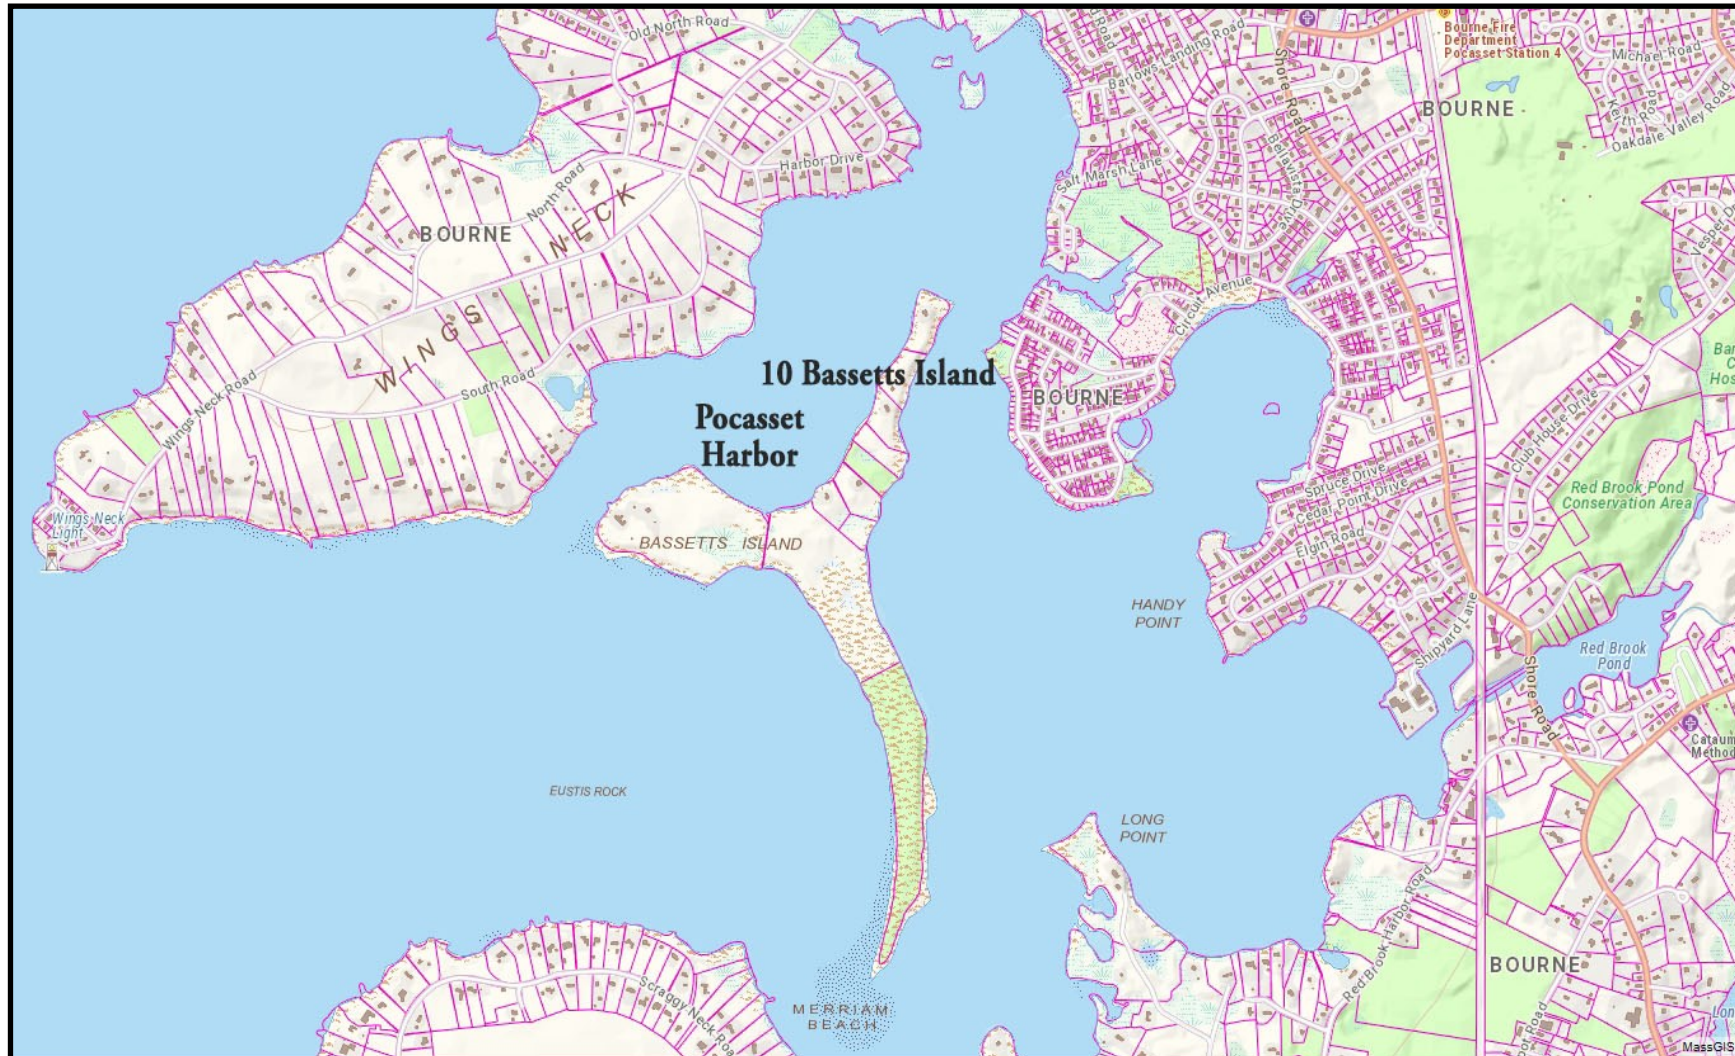 Old North Road
Barlows Landing Road
Shore Road
Bourne Fire
Department
Pocasset Station 4
Michael Road
Keith Road
Oakdale Valley Road
BOURNE
Bellavista Drive
Harbor Drive
Salt Marsh Lane
North Road
BOURNE
WINGS NECK
Circuit Avenue
10 Bassetts Island
BOURNE
Pocasset
Harbor
South Road
Wings Neck Road
Club House Drive
Spruce Drive
Cedar Point Drive
Elgin Road
Red Brook Pond
Conservation Area
Wings Neck
Light
BASSETTS ISLAND
HANDY
POINT
Shipyard Lane
Red Brook
Pond
Shore Road
EUSTIS ROCK
LONG
POINT
Red Brook Harbor Road
BOURNE
Scraggy Neck Roa
MERRIAM
BEACH
MassGIS